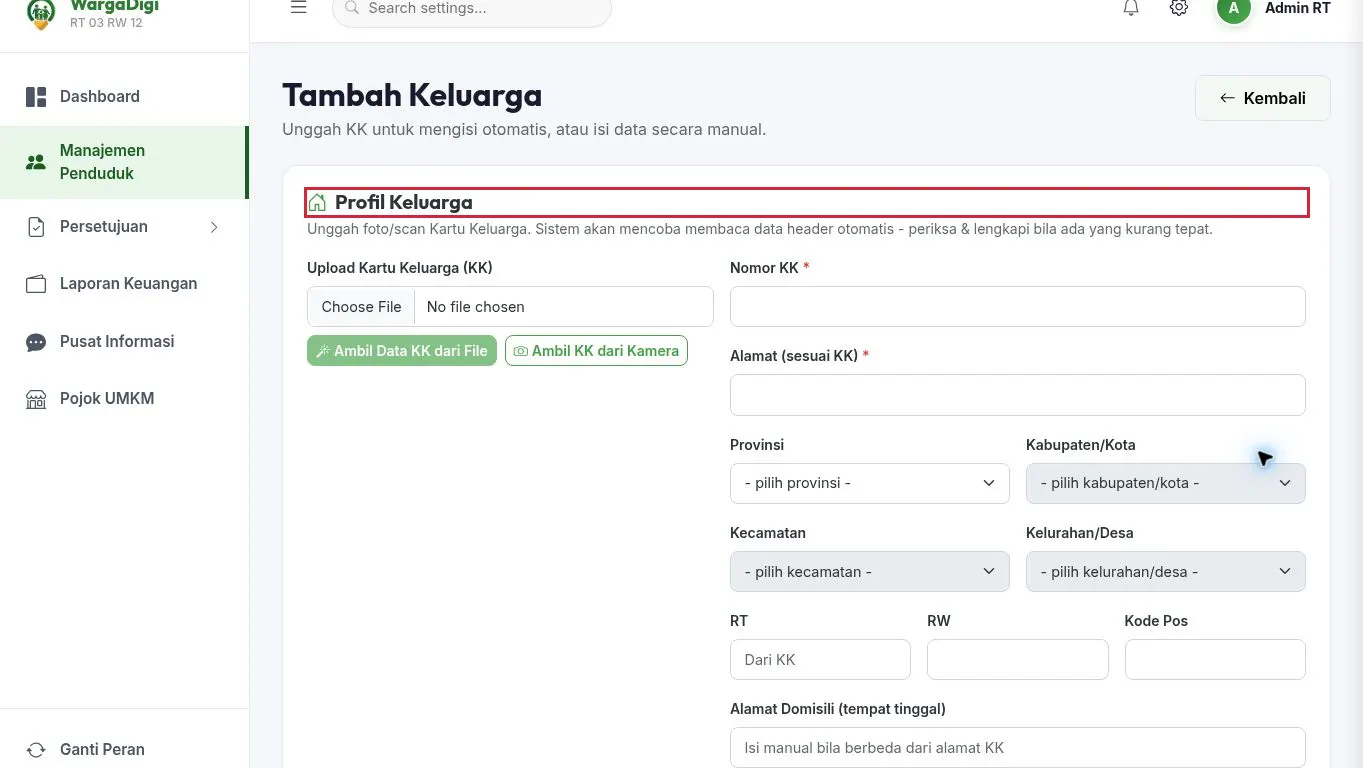 WargaDigi
RT 03 RW 12
Search settings...
A
Admin RT
Dashboard
Manajemen
Penduduk
Persetujuan
Laporan Keuangan
Pusat Informasi
Pojok UMKM
Ganti Peran
Tambah Keluarga
Unggah KK untuk mengisi otomatis, atau isi data secara manual.
← Kembali
Profil Keluarga
Unggah foto/scan Kartu Keluarga. Sistem akan mencoba membaca data header otomatis - periksa & lengkapi bila ada yang kurang tepat.
Upload Kartu Keluarga (KK)
Choose File No file chosen
Ambil Data KK dari File
Ambil KK dari Kamera
Nomor KK *
Alamat (sesuai KK) *
Provinsi
Kabupaten/Kota
- pilih provinsi -
- pilih kabupaten/kota -
Kecamatan
Kelurahan/Desa
- pilih kecamatan -
- pilih kelurahan/desa -
RT
RW
Kode Pos
Dari KK
Alamat Domisili (tempat tinggal)
Isi manual bila berbeda dari alamat KK